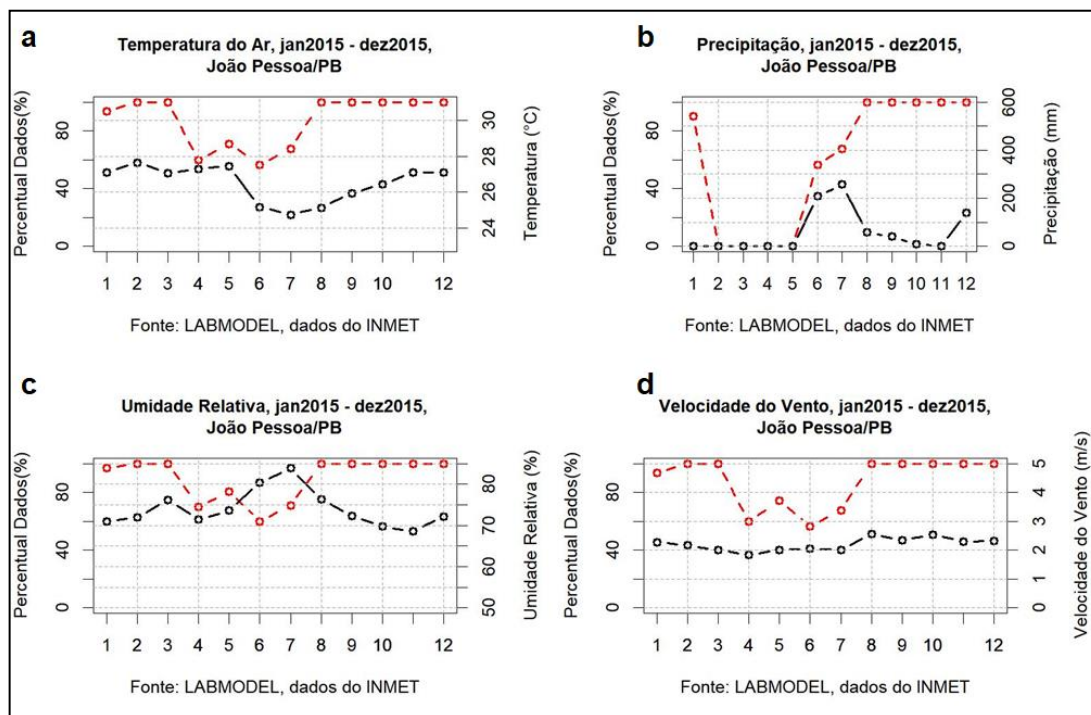 a
Temperatura do Ar, jan2015 - dez2015,
João Pessoa/PB
Percentual Dados(%)
0 40 80
24 26 28 30
Temperatura (°C)
1 2 3 4 5 6 7 8 9 10 12
Fonte: LABMODEL, dados do INMET
b
Precipitação, jan2015 - dez2015,
João Pessoa/PB
Percentual Dados(%)
0 40 80
0 200 400 600
Precipitação (mm)
1 2 3 4 5 6 7 8 9 10 11 12
Fonte: LABMODEL, dados do INMET
c
Umidade Relativa, jan2015 - dez2015,
João Pessoa/PB
Percentual Dados(%)
0 40 80
50 60 70 80
Umidade Relativa (%)
1 2 3 4 5 6 7 8 9 10 12
Fonte: LABMODEL, dados do INMET
d
Velocidade do Vento, jan2015 - dez2015,
João Pessoa/PB
Percentual Dados(%)
0 40 80
0 1 2 3 4 5
Velocidade do Vento (m/s)
1 2 3 4 5 6 7 8 9 10 12
Fonte: LABMODEL, dados do INMET